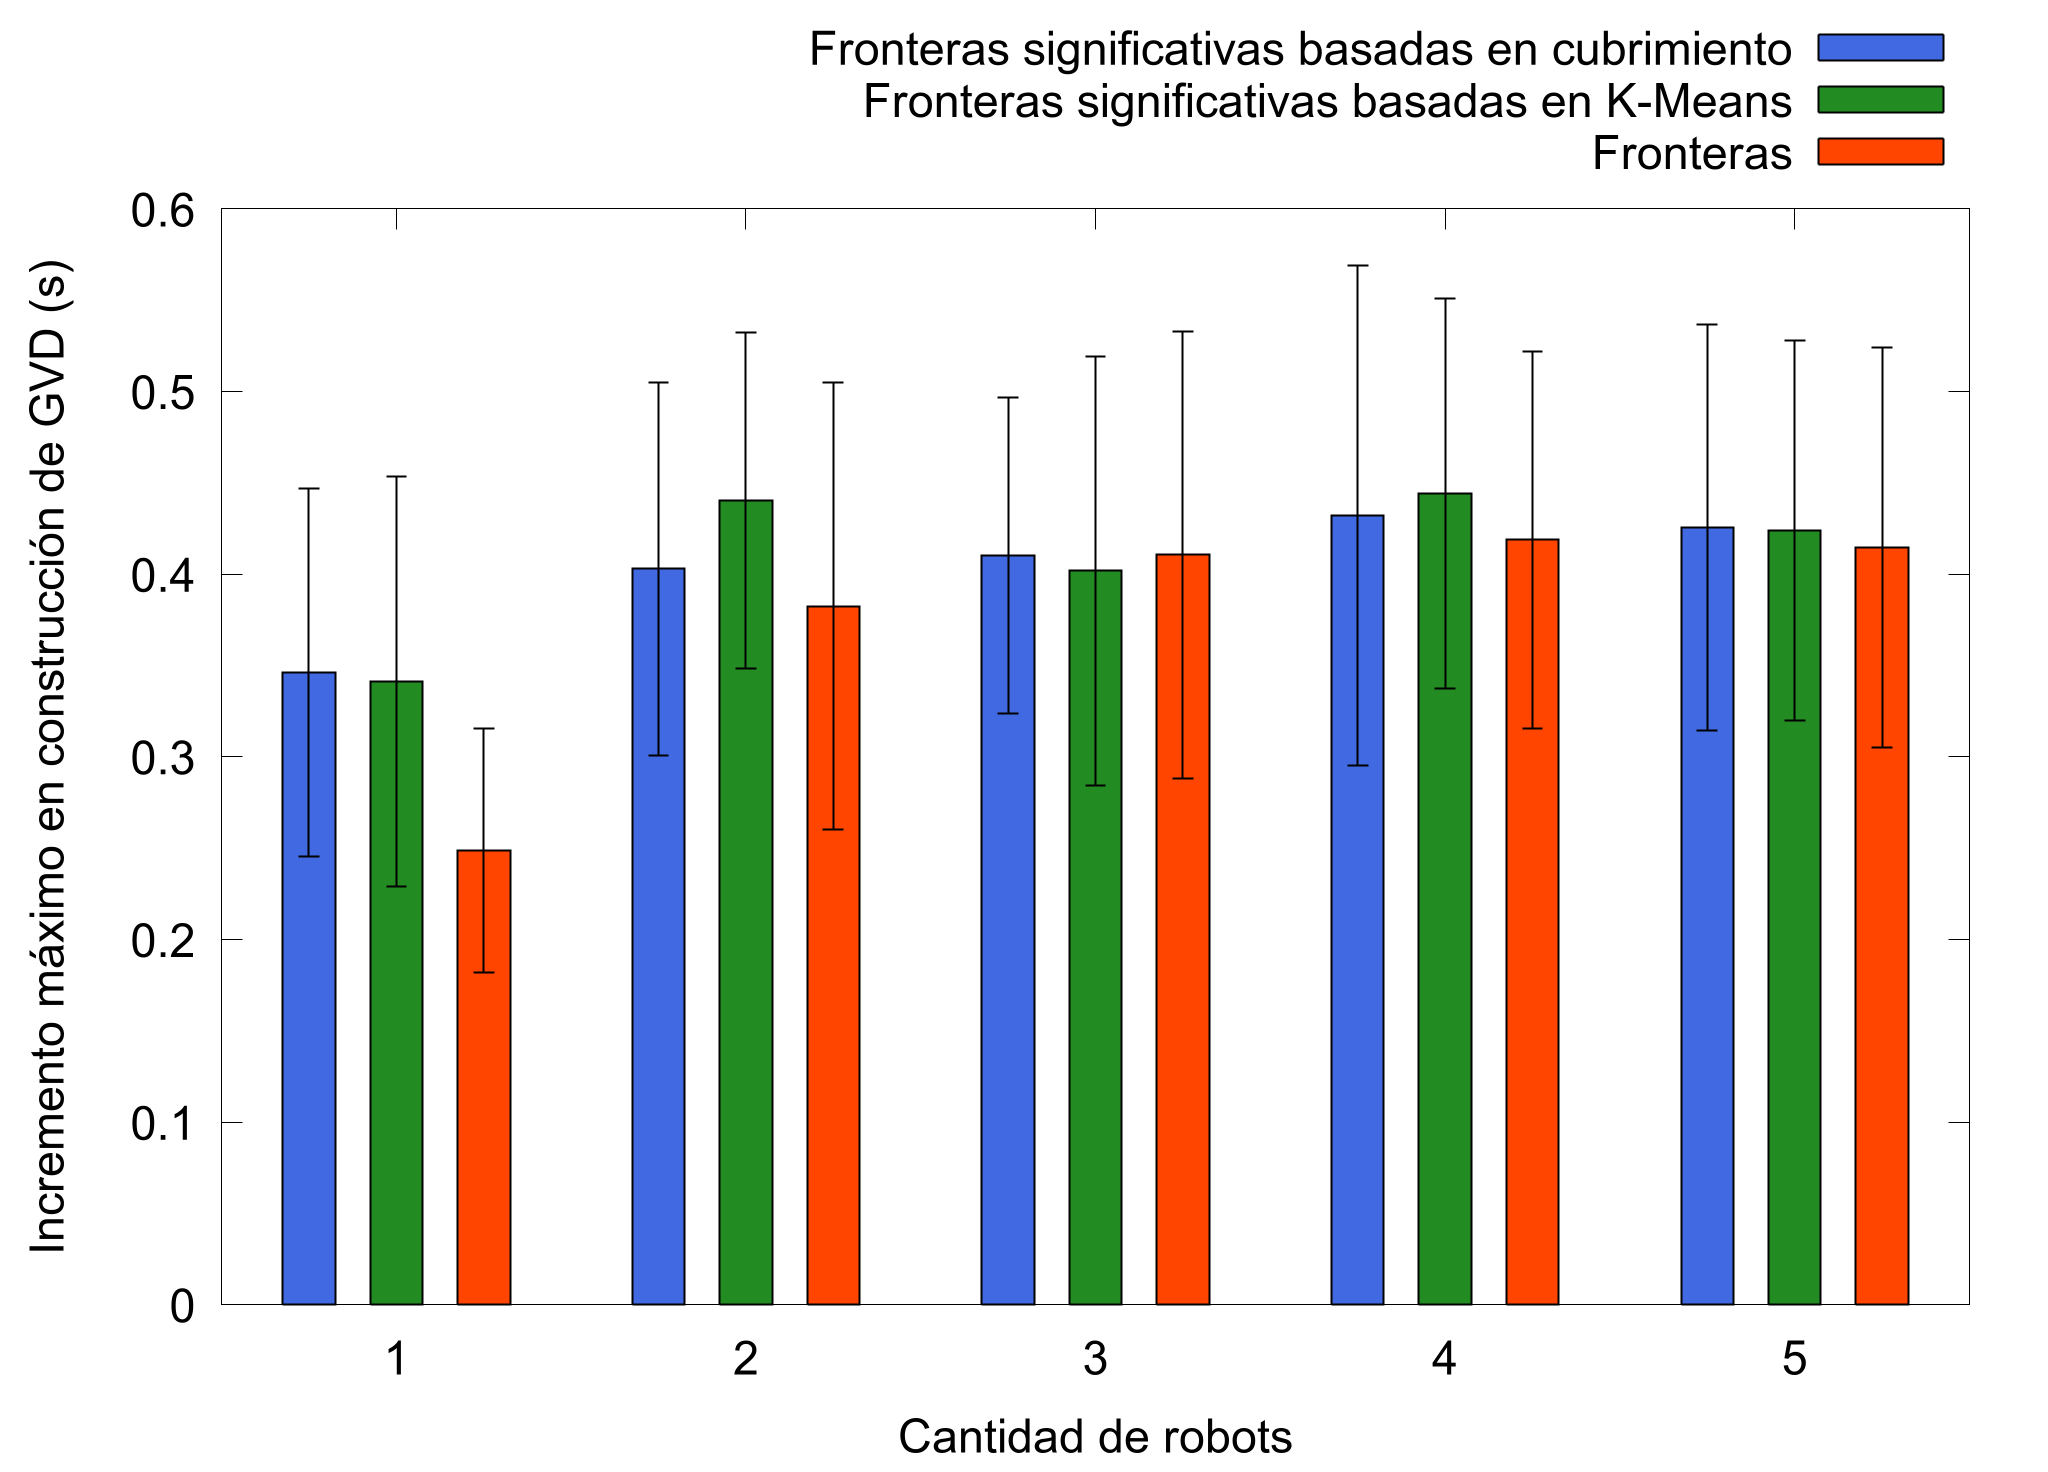 Fronteras significativas basadas en cubrimiento
Fronteras significativas basadas en K-Means
Fronteras
Incremento máximo en construcción de GVD (s)
0.6
0.5
0.4
0.3
0.2
0.1
0
1 2 3 4 5
Cantidad de robots